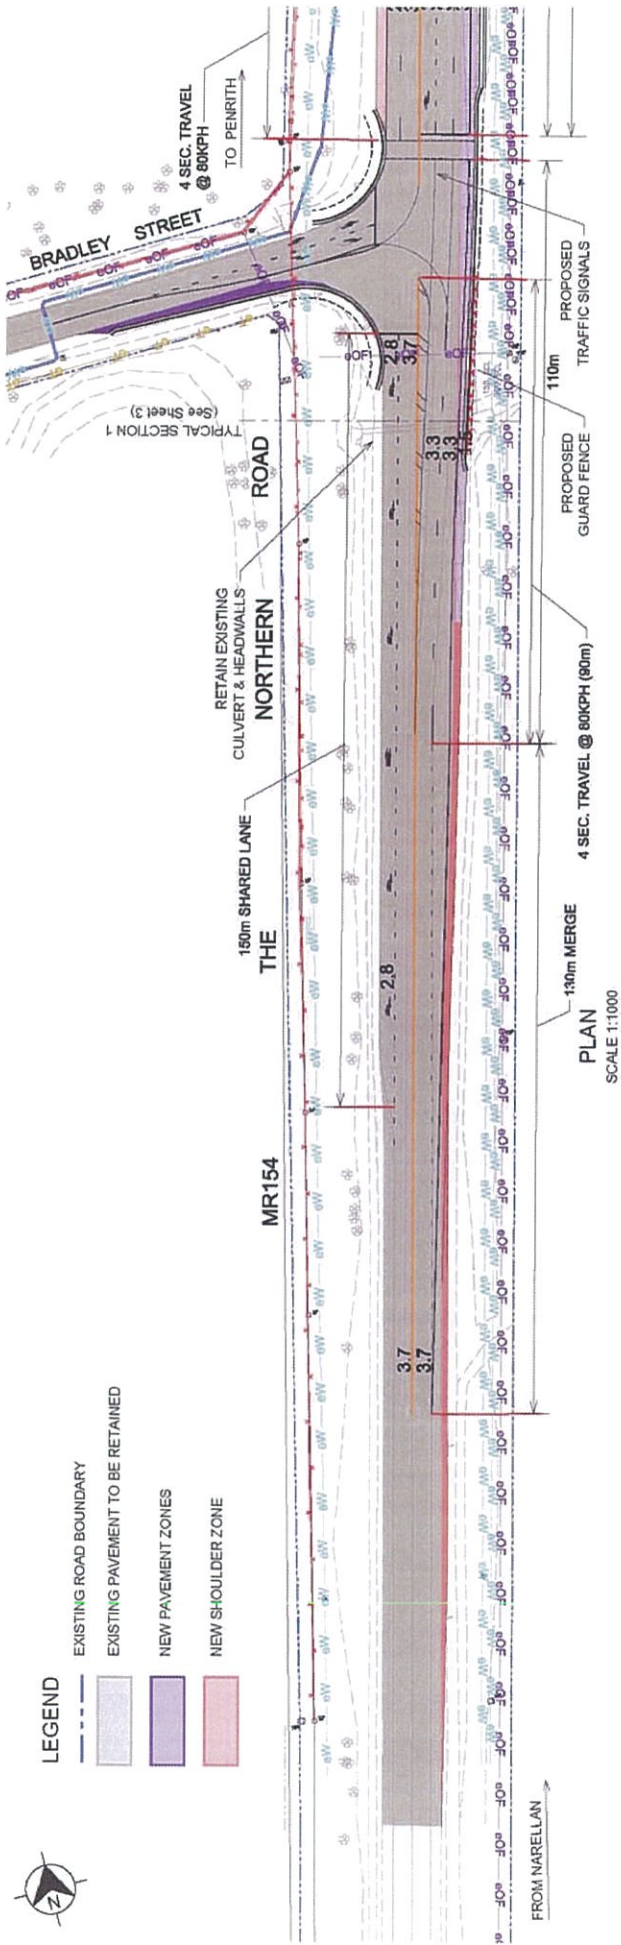 4 SEC. TRAVEL
@ 80KPH
TO PENRITH
BRADLEY STREET
TYPICAL SECTION 1
(See Sheet 3)
2.8
3.7
3.3
3.3
PROPOSED
TRAFFIC SIGNALS
110m
PROPOSED
GUARD FENCE
RETAIN EXISTING
CULVERT & HEADWALLS
MR154 THE NORTHERN ROAD
150m SHARED LANE
2.8
4 SEC. TRAVEL @ 80KPH (90m)
130m MERGE
PLAN
SCALE 1:1000
3.7
3.7
LEGEND
EXISTING ROAD BOUNDARY
EXISTING PAVEMENT TO BE RETAINED
NEW PAVEMENT ZONES
NEW SHOULDER ZONE
N
FROM NARELLAN